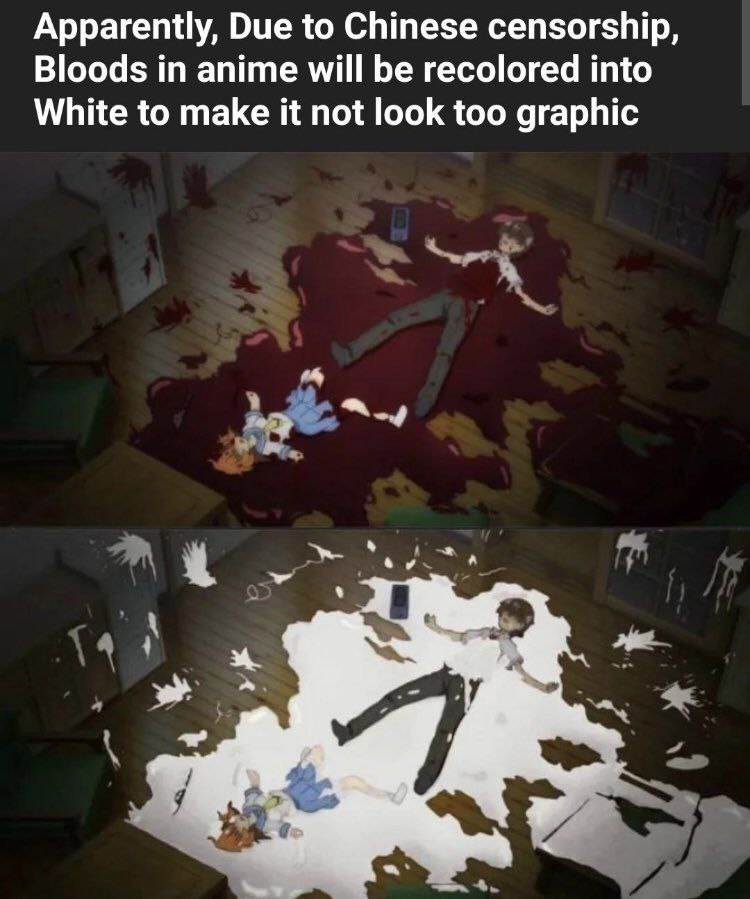 Apparently, Due to Chinese censorship,
Bloods in anime will be recolored into
White to make it not look too graphic